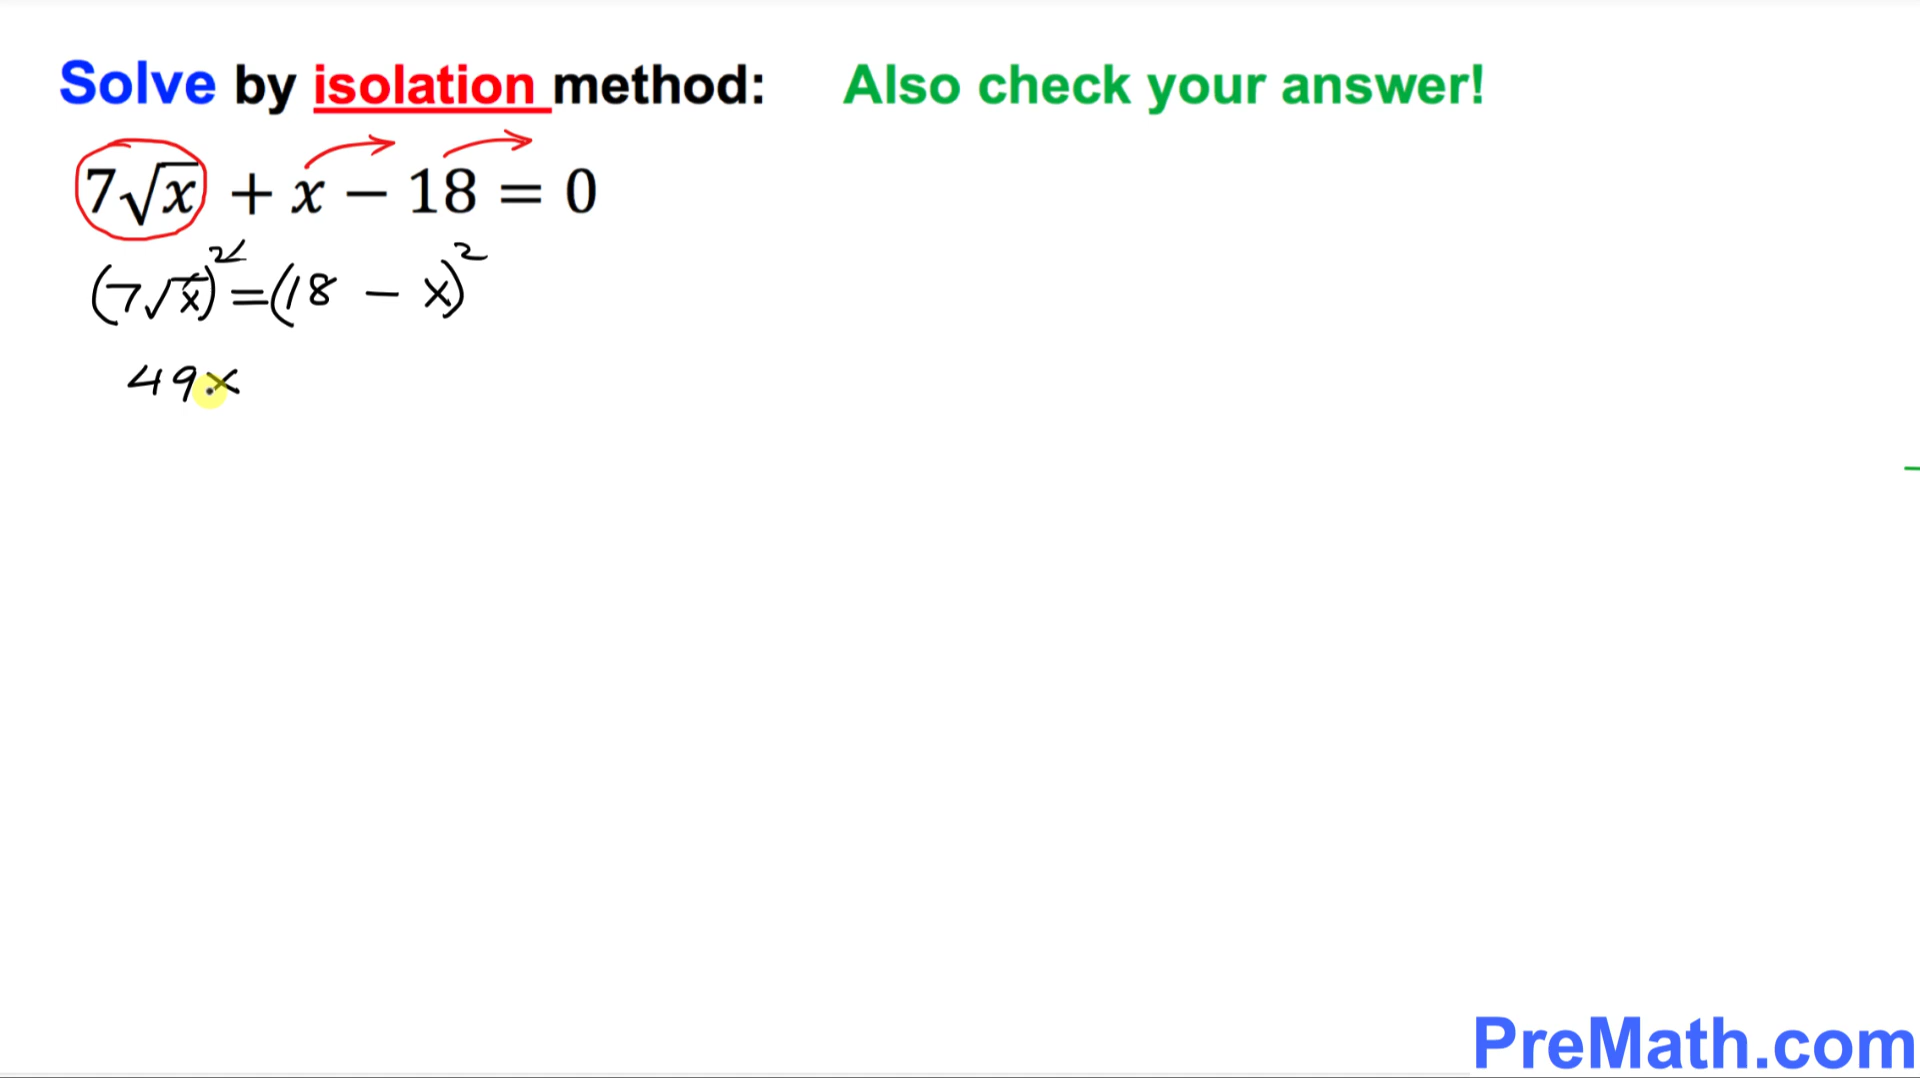 Solve by isolation method: Also check your answer!
7√x + x − 18 = 0
(7√x)² = (18 − x)²
49x
PreMath.com